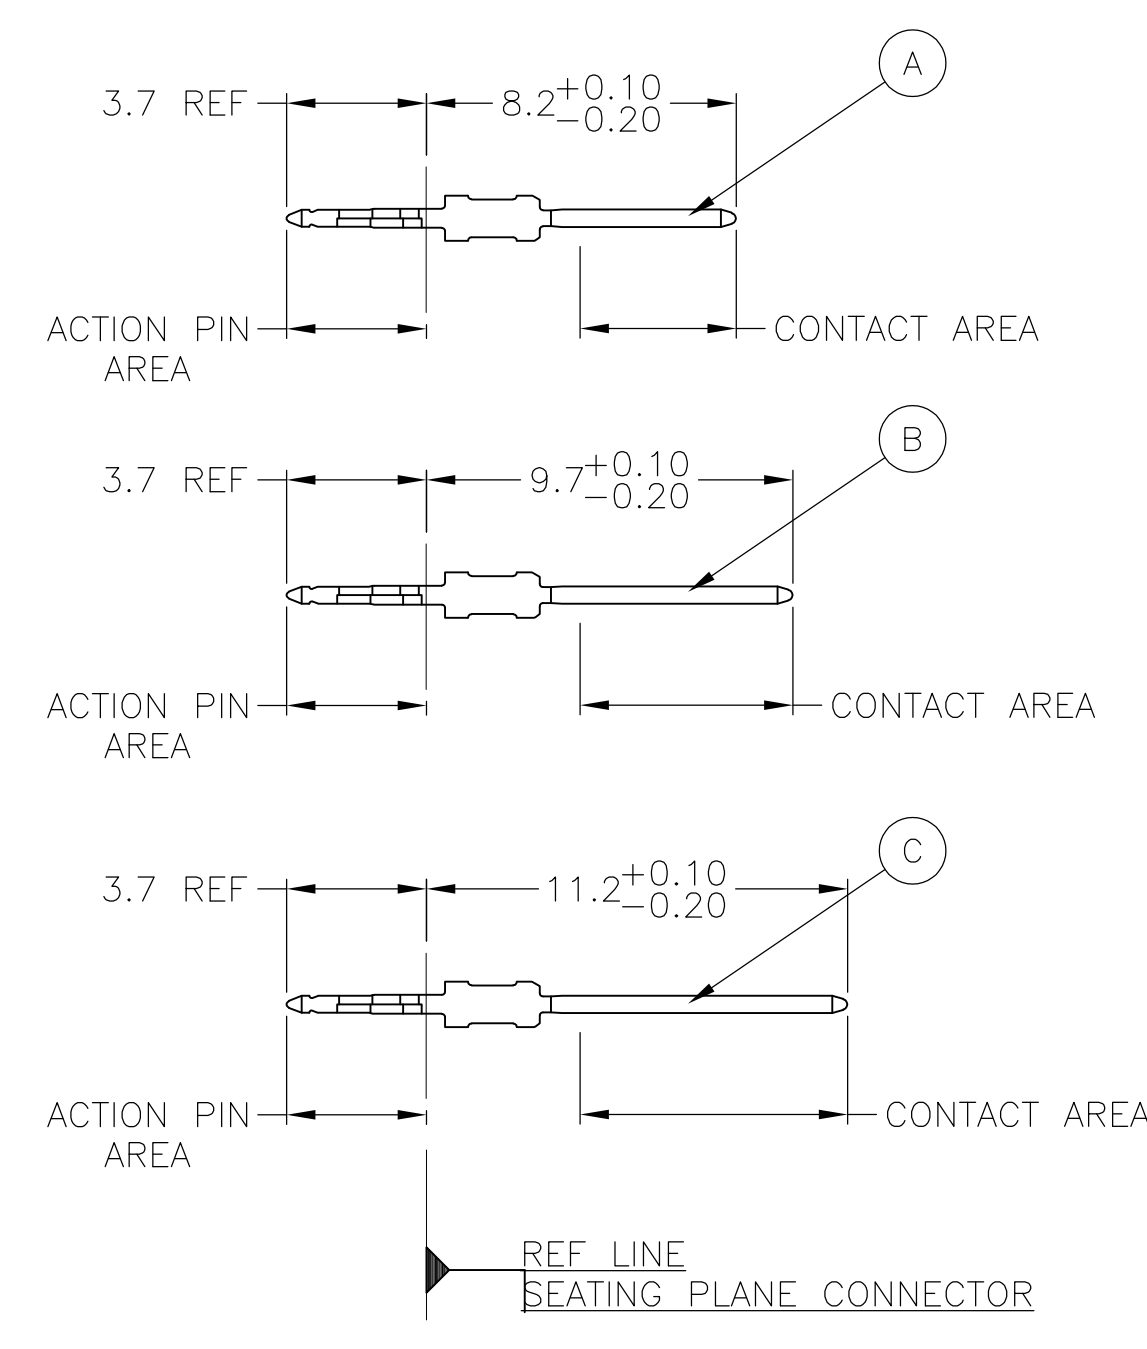 A
3.7 REF 8.2 +0.10
-0.20
ACTION PIN
AREA
CONTACT AREA
B
3.7 REF 9.7 +0.10
-0.20
ACTION PIN
AREA
CONTACT AREA
C
3.7 REF 11.2 +0.10
-0.20
ACTION PIN
AREA
CONTACT AREA
REF LINE
SEATING PLANE CONNECTOR